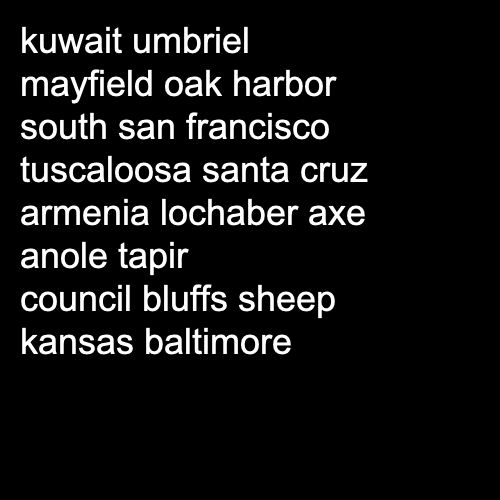 kuwait umbriel
mayfield oak harbor
south san francisco
tuscaloosa santa cruz
armenia lochaber axe
anole tapir
council bluffs sheep
kansas baltimore